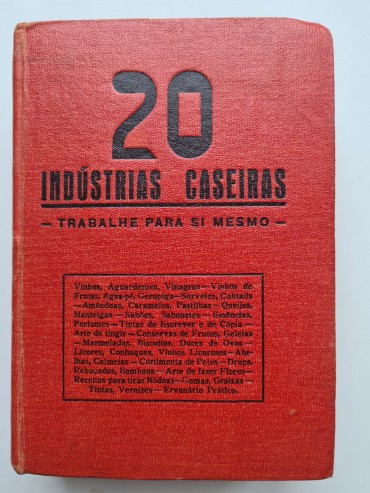 20
INDÚSTRIAS CASEIRAS
— TRABALHE PARA SI MESMO —
Vinhos, Aguardentes, Vinagres — Vinhos de
Frutas, Agua-pé, Geropiga — Sorvetes, Coktails
— Amêndoas, Caramelos, Pastilhas — Queijos,
Manteigas — Sabões, Sabonetes — Essências,
Perfumes — Tintas de Escrever e de Cópia —
Arte de tingir — Conservas de Frutos, Geleias
— Marmeladas, Biscoitos, Doces de Ovos —
Licores, Conhaques, Vinhos Licorosos — Abe-
lhas, Colmeias — Cortimenta de Peles — Drops,
Rebuçados, Bombons — Arte de fazer Flores —
Receitas para tirar Nódoas — Gomas, Graixas —
Tintas, Vernizes — Ervanário Prático.